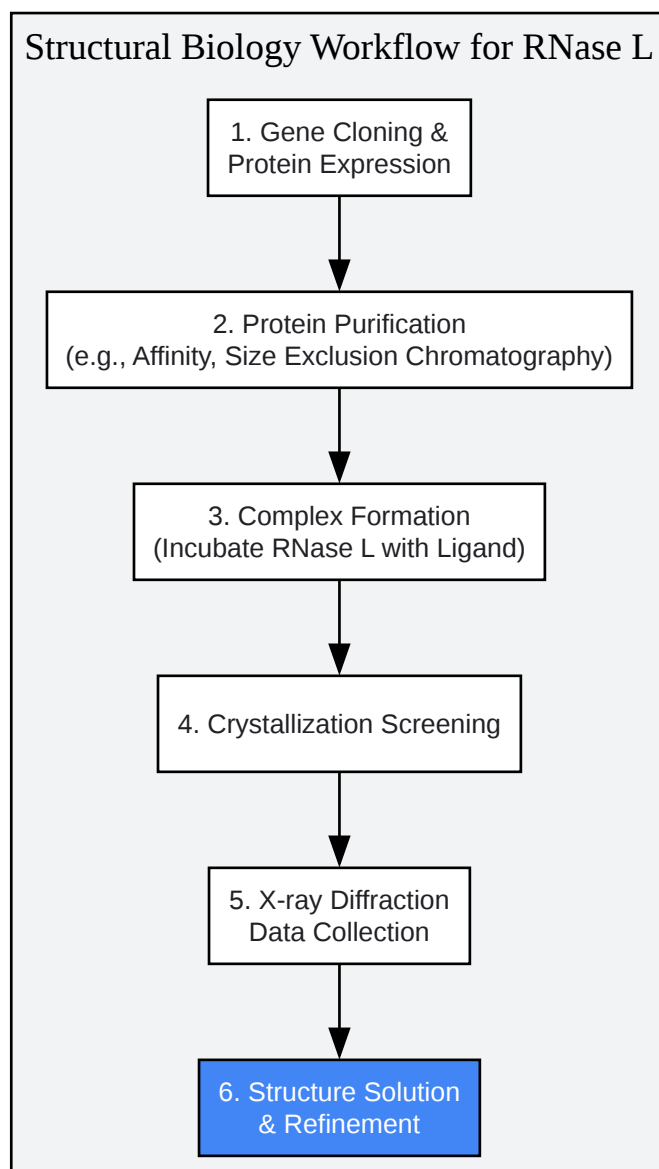 Structural Biology Workflow for RNase L
1. Gene Cloning &
Protein Expression
2. Protein Purification
(e.g., Affinity, Size Exclusion Chromatography)
3. Complex Formation
(Incubate RNase L with Ligand)
4. Crystallization Screening
5. X-ray Diffraction
Data Collection
6. Structure Solution
& Refinement